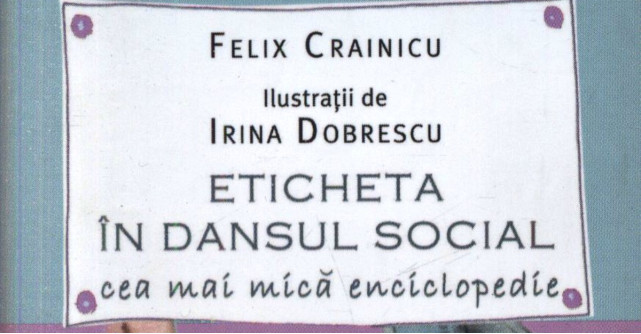 FELIX CRAINICU
Ilustrații de
IRINA DOBRESCU
ETICHETA
ÎN DANSUL SOCIAL
cea mai mică enciclopedie